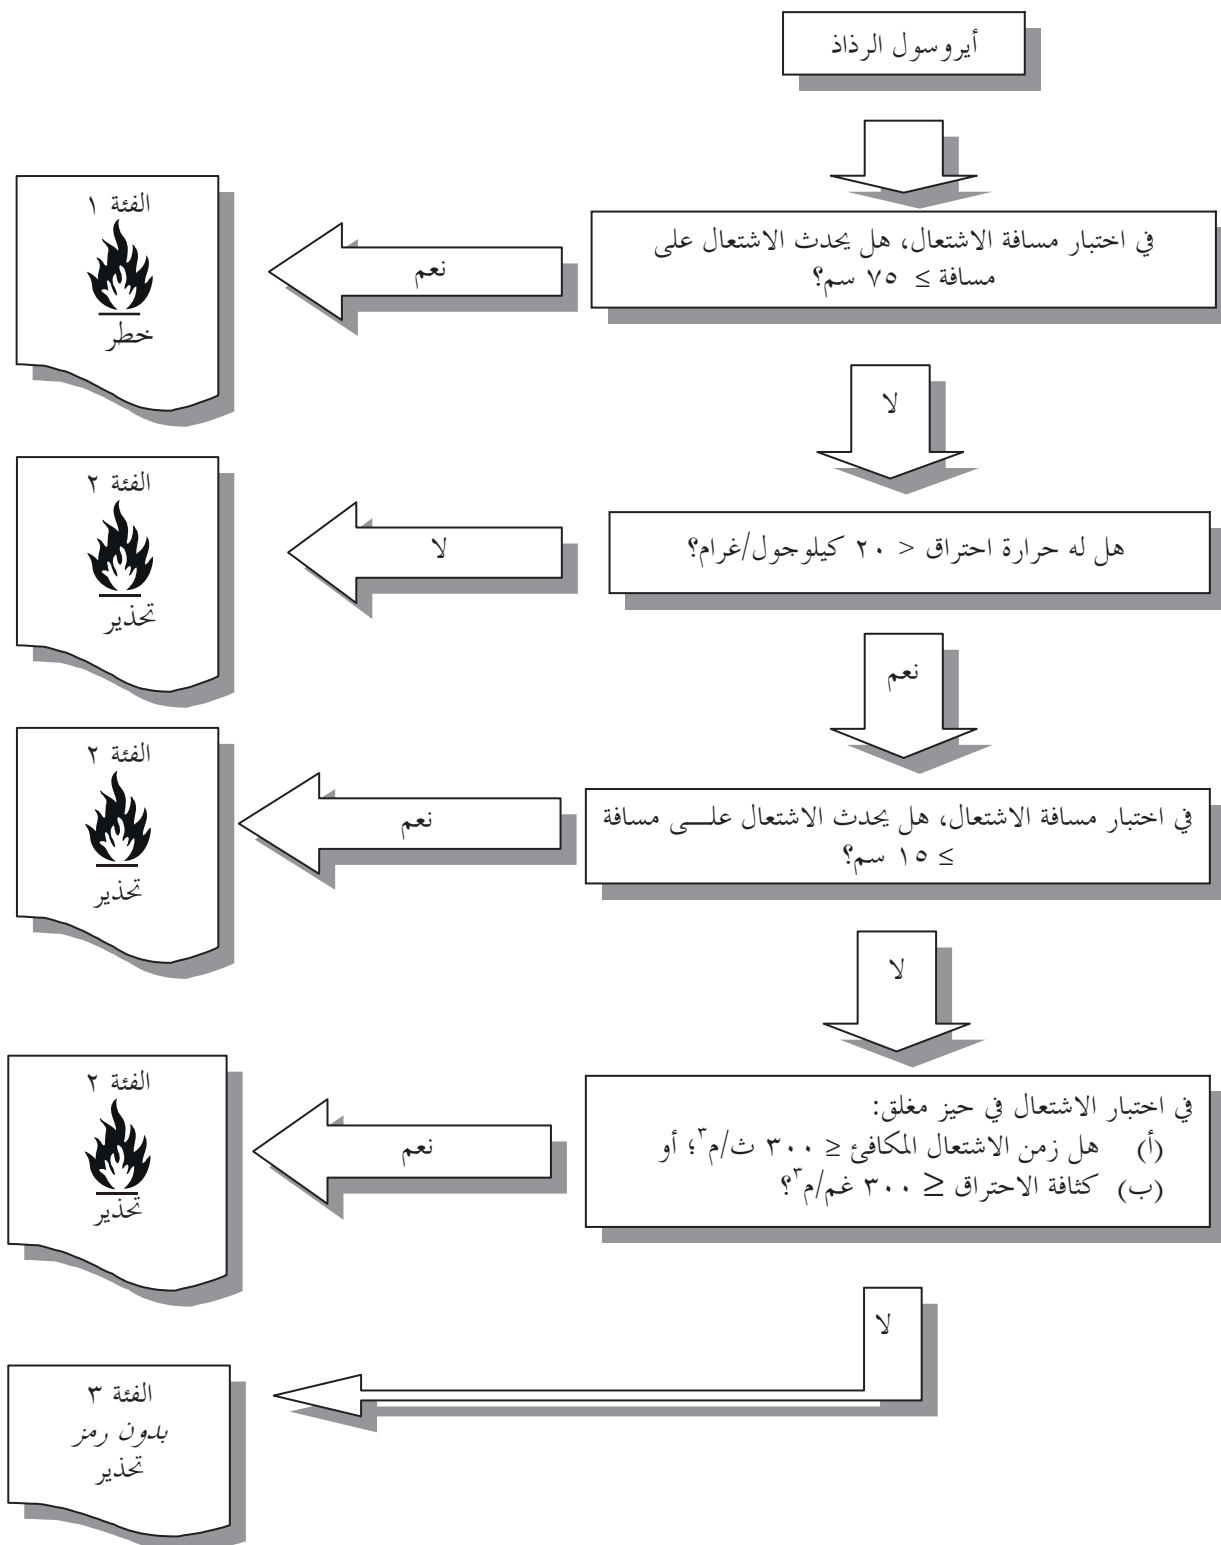 أيروسول الرذاذ
في اختبار مسافة الاشتعال، هل يحدث الاشتعال على
مسافة ≥ ٧٥ سم؟
نعم
الفئة ١
خطر
لا
هل له حرارة احتراق < ٢٠ كيلوجول/غرام؟
لا
الفئة ٢
تحذير
نعم
في اختبار مسافة الاشتعال، هل يحدث الاشتعال علـــى مسافة
≥ ١٥ سم؟
نعم
الفئة ٢
تحذير
لا
في اختبار الاشتعال في حيز مغلق:
(أ) هل زمن الاشتعال المكافئ ≤ ٣٠٠ ث/م٣؛ أو
(ب) كثافة الاحتراق ≤ ٣٠٠ غم/م٣؟
نعم
الفئة ٢
تحذير
لا
الفئة ٣
بدون رمز
تحذير